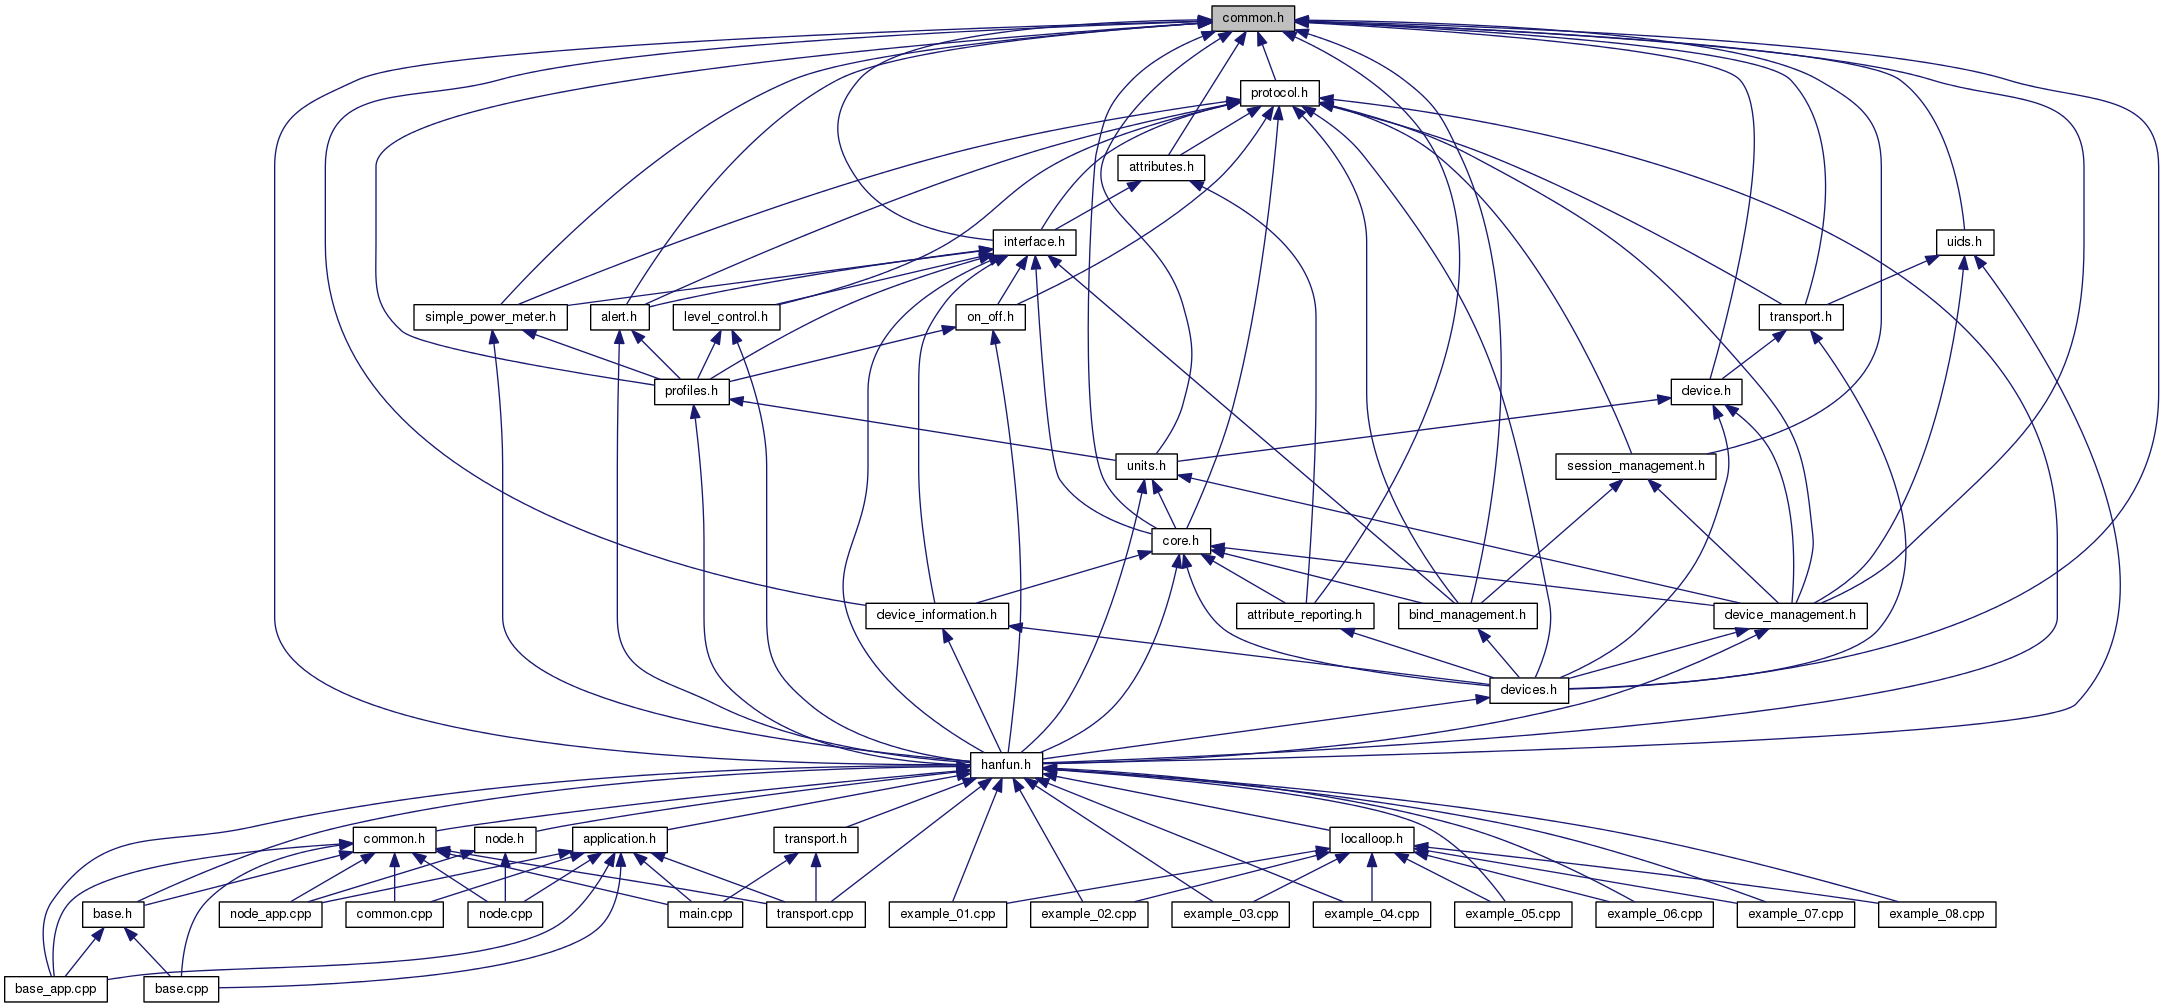 common.h
protocol.h
attributes.h
interface.h
uids.h
simple_power_meter.h
alert.h
level_control.h
on_off.h
transport.h
profiles.h
device.h
units.h
session_management.h
core.h
device_information.h
attribute_reporting.h
bind_management.h
device_management.h
devices.h
hanfun.h
common.h
node.h
application.h
transport.h
localloop.h
base.h
node_app.cpp
common.cpp
node.cpp
main.cpp
transport.cpp
example_01.cpp
example_02.cpp
example_03.cpp
example_04.cpp
example_05.cpp
example_06.cpp
example_07.cpp
example_08.cpp
base_app.cpp
base.cpp